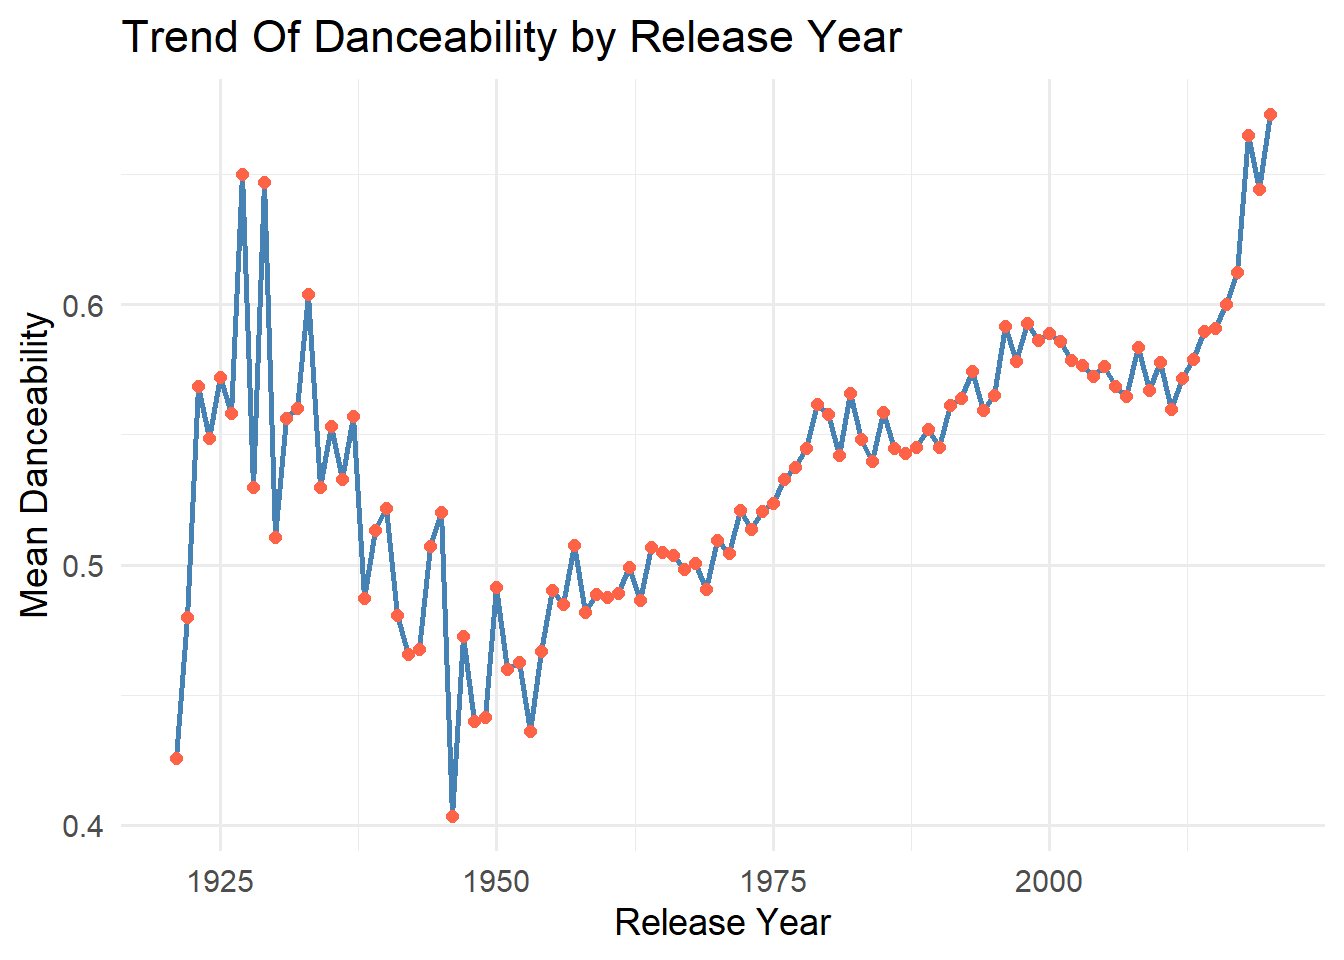 Trend Of Danceability by Release Year
Mean Danceability
0.6
0.5
0.4
1925 1950 1975 2000
Release Year